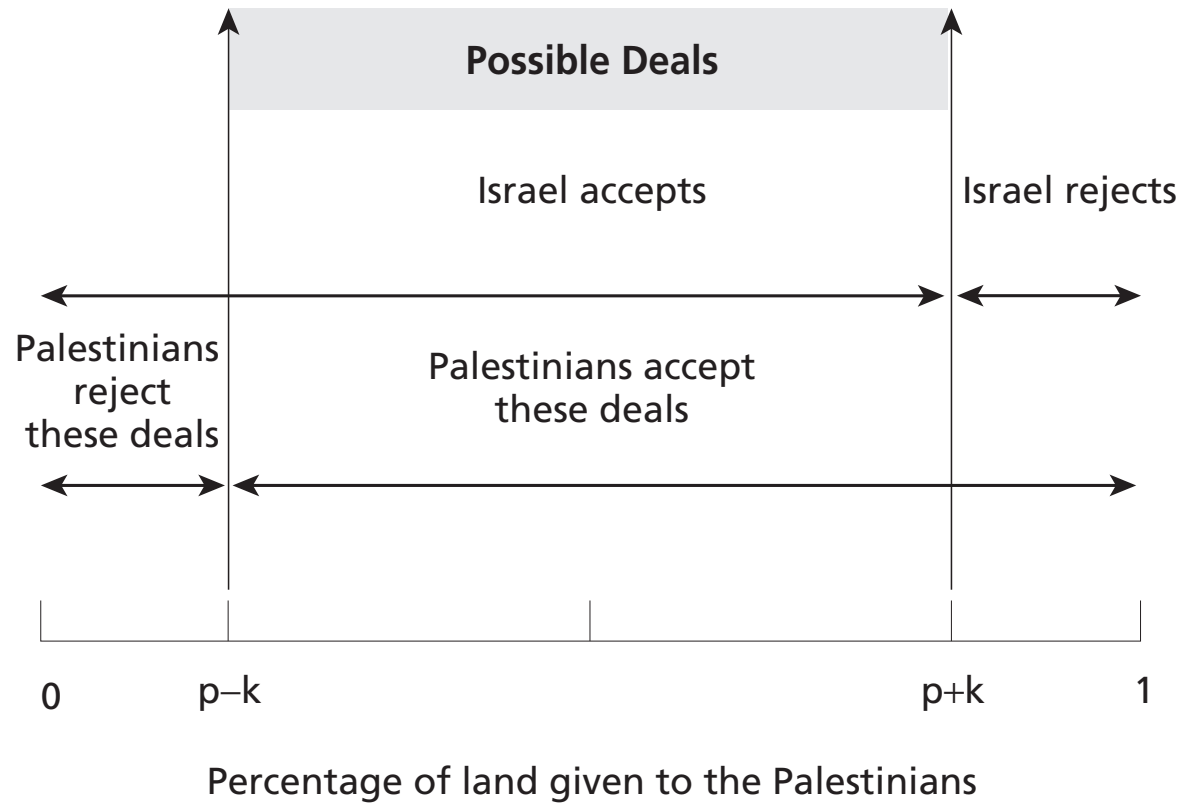 Possible Deals
Israel accepts
Israel rejects
Palestinians
reject
these deals
Palestinians accept
these deals
0
p–k
p+k
1
Percentage of land given to the Palestinians